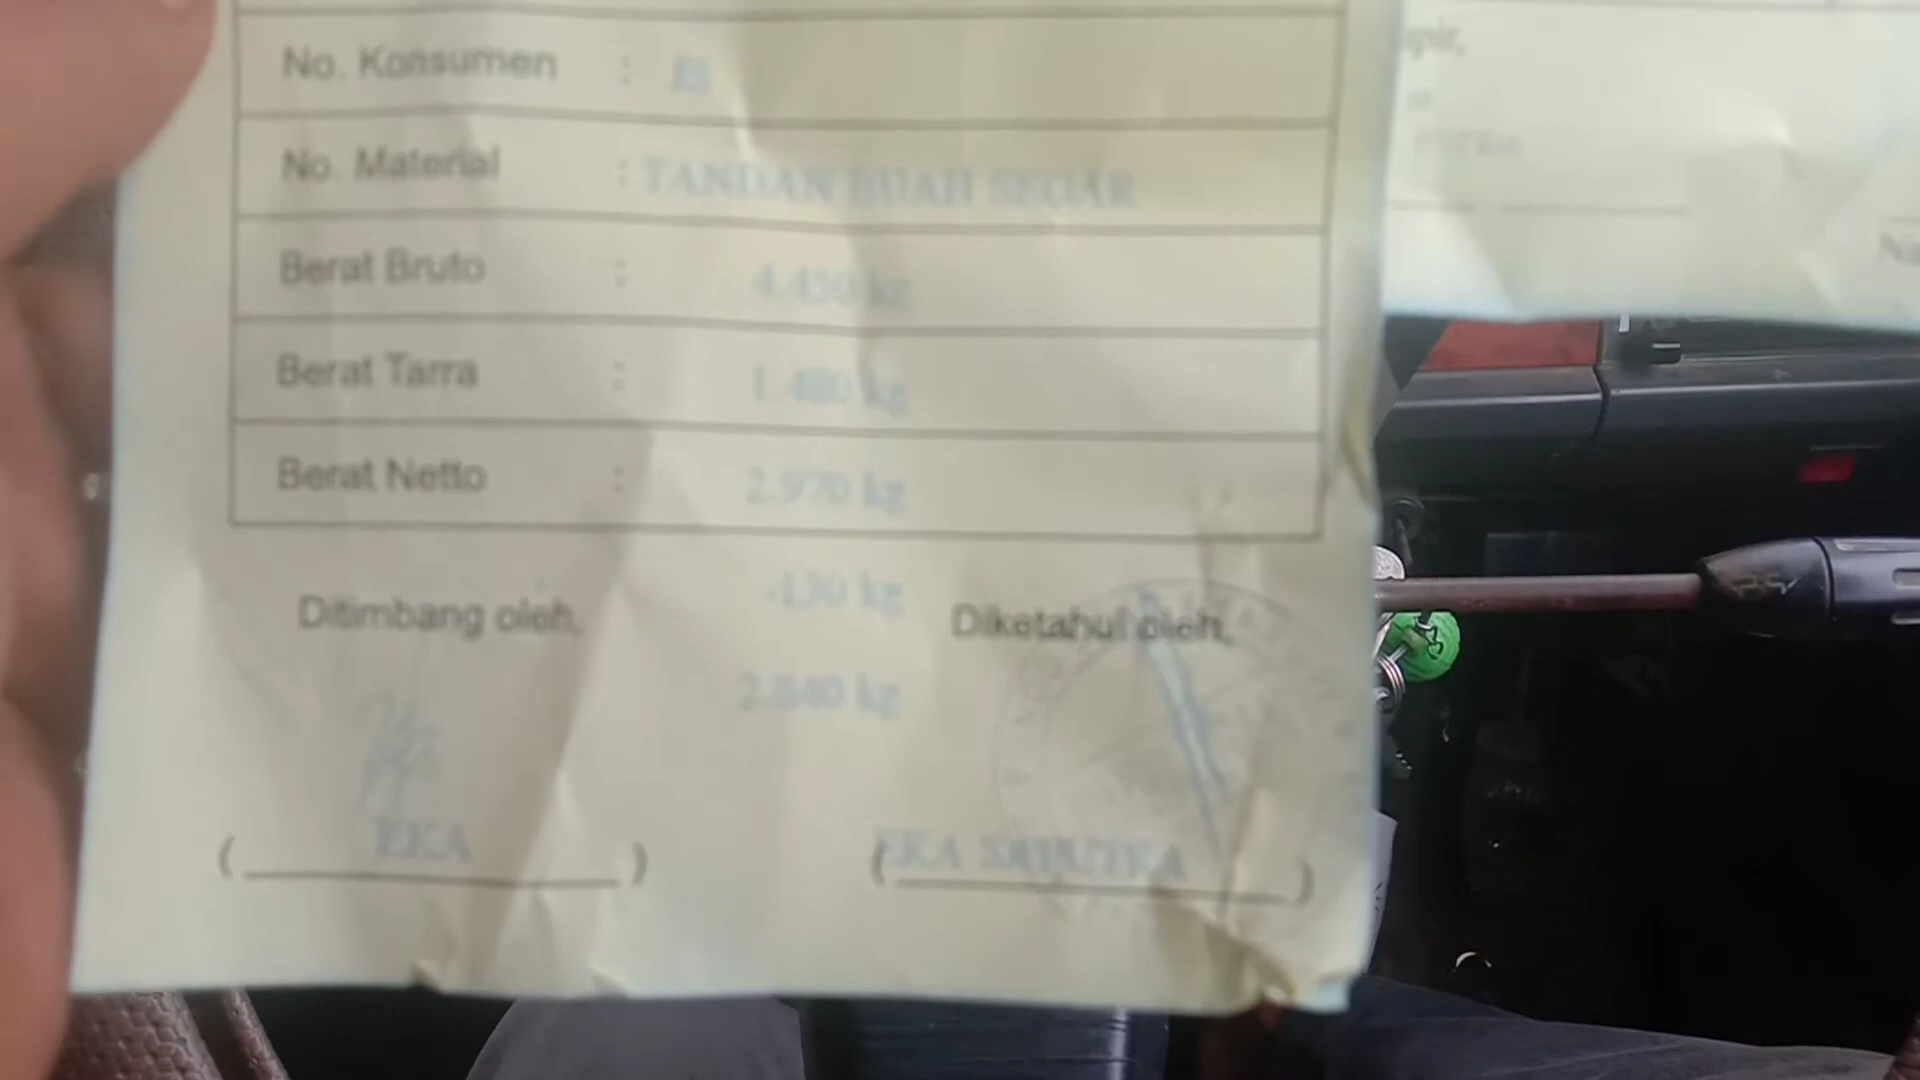 No. Konsumen :
No. Material : TANDAN BUAH SEGAR
Berat Bruto : 4.450 kg
Berat Tarra : 1.480 kg
Berat Netto : 2.970 kg
-130 kg
Ditimbang oleh, Diketahui oleh,
2.840 kg
( EKA ) ( EKA )